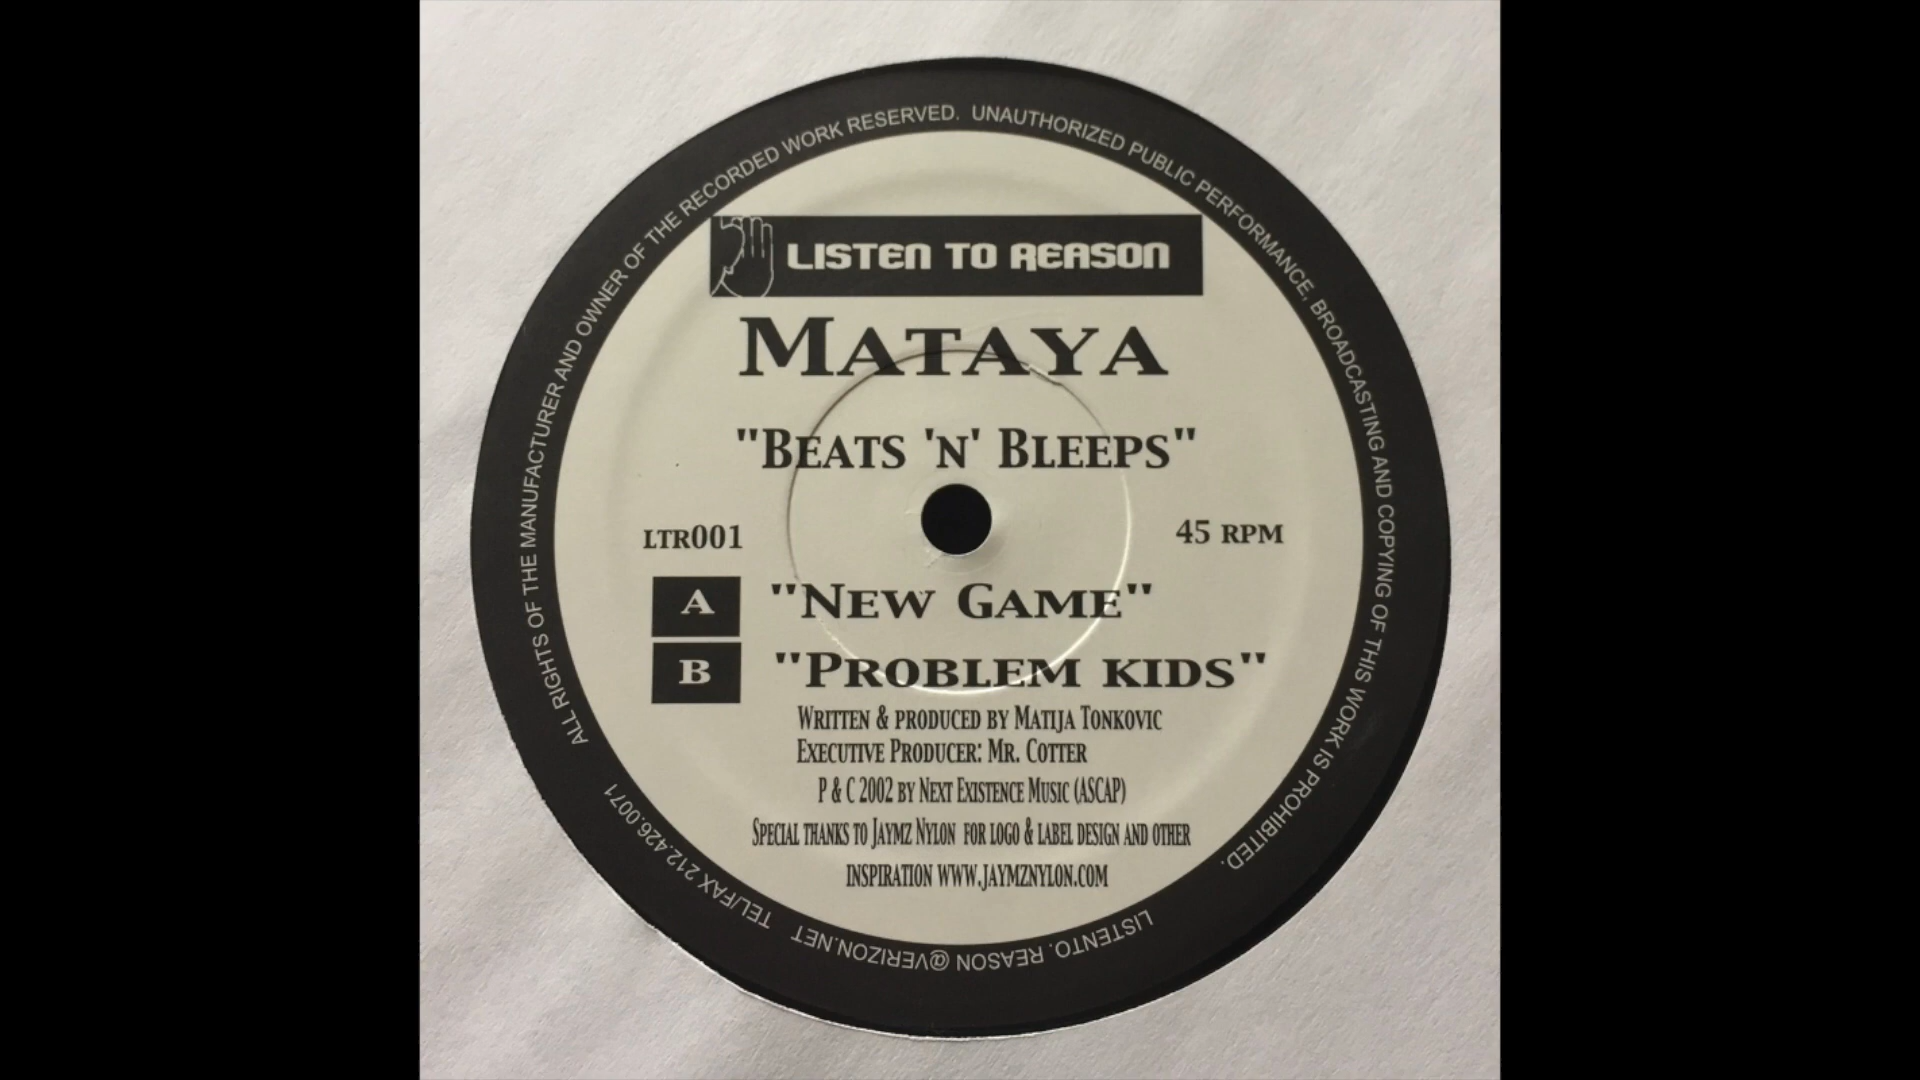 ALL RIGHTS OF THE MANUFACTURER AND OWNER OF THE RECORDED WORK RESERVED. UNAUTHORIZED PUBLIC PERFORMANCE, BROADCASTING AND COPYING OF THIS WORK IS PROHIBITED.
LISTEN TO REASON
MATAYA
"BEATS 'N' BLEEPS"
LTR001 45 RPM
A "NEW GAME"
B "PROBLEM KIDS"
WRITTEN & PRODUCED BY MATIJA TONKOVIC
EXECUTIVE PRODUCER: MR. COTTER
P & C 2002 BY NEXT EXISTENCE MUSIC (ASCAP)
SPECIAL THANKS TO JAYMZ NYLON FOR LOGO & LABEL DESIGN AND OTHER
INSPIRATION WWW.JAYMZNYLON.COM
LISTENTO. REASON @VERIZON.NET TEL/FAX 212.426.0071